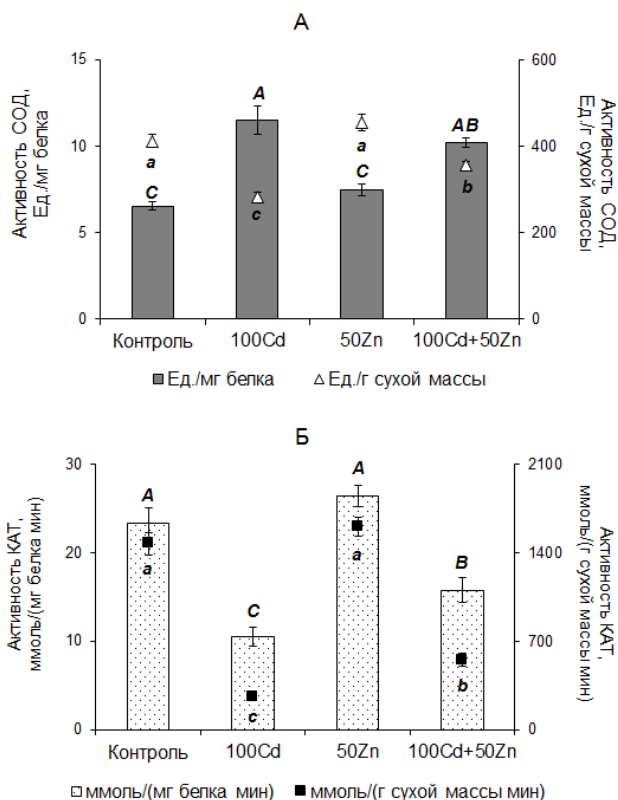 А
Активность СОД,
Ед./мг белка
15
10
5
0
600
400
200
0
Активность СОД,
Ед./г сухой массы
A
a
C
c
a
C
AB
b
Контроль 100Cd 50Zn 100Cd+50Zn
Ед./мг белка Ед./г сухой массы
Б
Активность КАТ,
ммоль/(мг белка мин)
30
20
10
0
2100
1400
700
0
Активность КАТ,
ммоль/(г сухой массы мин)
A
a
C
c
A
a
B
b
Контроль 100Cd 50Zn 100Cd+50Zn
ммоль/(мг белка мин) ммоль/(г сухой массы мин)